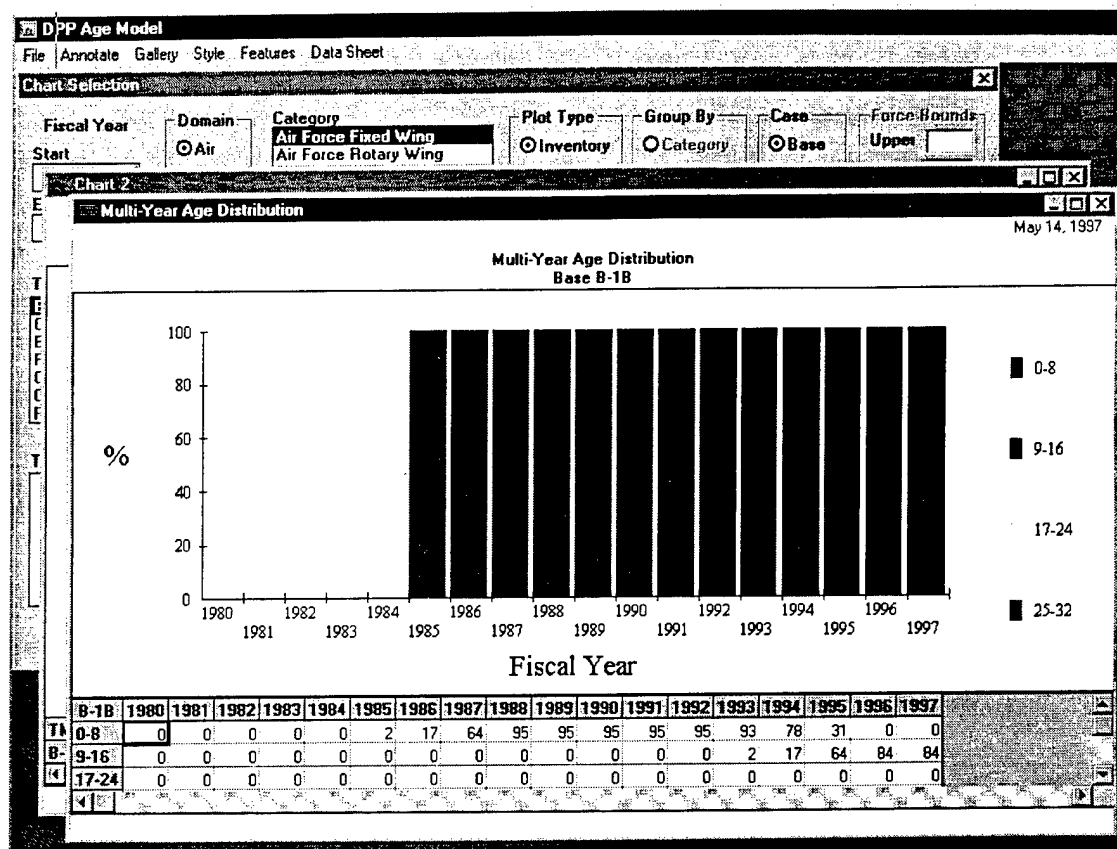 DPP Age Model
File Annotate Gallery Style Features Data Sheet
Chart Selection
Fiscal Year
Start
Domain
Air
Category
Air Force Fixed Wing
Air Force Rotary Wing
Plot Type
Inventory
Group By
Category
Case
Base
Force Bounds
Upper
Chart 2
Multi-Year Age Distribution
May 14, 1997
Multi-Year Age Distribution
Base B-1B
%
100
80
60
40
20
0
1980 1982 1984 1986 1988 1990 1992 1994 1996
1981 1983 1985 1987 1989 1991 1993 1995 1997
Fiscal Year
0-8
9-16
17-24
25-32
B-1B 1980 1981 1982 1983 1984 1985 1986 1987 1988 1989 1990 1991 1992 1993 1994 1995 1996 1997
0-8 0 0 0 0 0 2 17 64 95 95 95 95 95 93 78 31 0 0
9-16 0 0 0 0 0 0 0 0 0 0 0 0 0 2 17 64 84 84
17-24 0 0 0 0 0 0 0 0 0 0 0 0 0 0 0 0 0 0